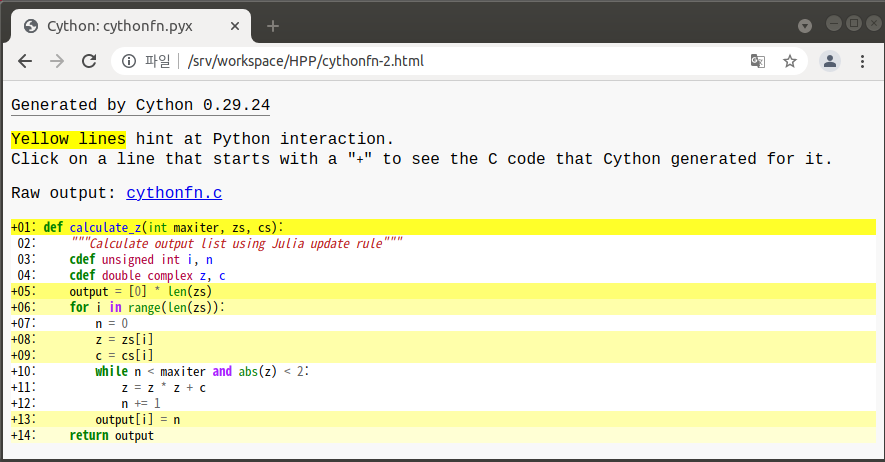 Cython: cythonfn.pyx
파일 /srv/workspace/HPP/cythonfn-2.html
Generated by Cython 0.29.24
Yellow lines hint at Python interaction.
Click on a line that starts with a "+" to see the C code that Cython generated for it.
Raw output: cythonfn.c
+01: def calculate_z(int maxiter, zs, cs):
 02:     """Calculate output list using Julia update rule"""
 03:     cdef unsigned int i, n
 04:     cdef double complex z, c
+05:     output = [0] * len(zs)
+06:     for i in range(len(zs)):
+07:         n = 0
+08:         z = zs[i]
+09:         c = cs[i]
+10:         while n < maxiter and abs(z) < 2:
+11:             z = z * z + c
+12:             n += 1
+13:         output[i] = n
+14:     return output